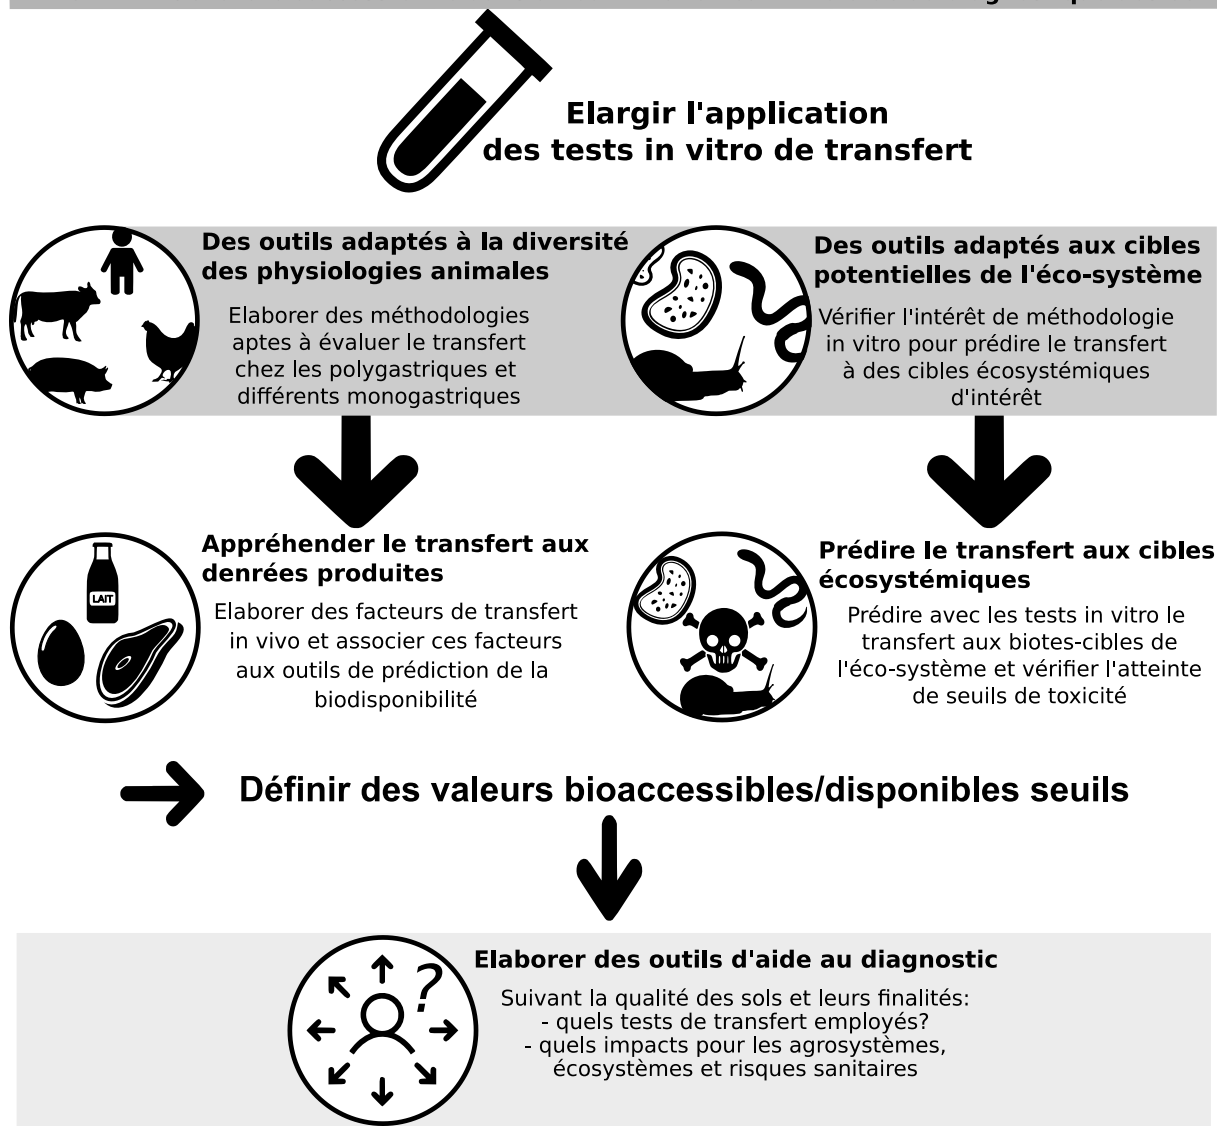 Elargir l'application
des tests in vitro de transfert
Des outils adaptés à la diversité
des physiologies animales
Elaborer des méthodologies
aptes à évaluer le transfert
chez les polygastriques et
différents monogastriques
Des outils adaptés aux cibles
potentielles de l'éco-système
Vérifier l'intérêt de méthodologie
in vitro pour prédire le transfert
à des cibles écosystémiques
d'intérêt
Appréhender le transfert aux
denrées produites
LAIT
Elaborer des facteurs de transfert
in vivo et associer ces facteurs
aux outils de prédiction de la
biodisponibilité
Prédire le transfert aux cibles
écosystémiques
Prédire avec les tests in vitro le
transfert aux biotes-cibles de
l'éco-système et vérifier l'atteinte
de seuils de toxicité
Définir des valeurs bioaccessibles/disponibles seuils
?
Elaborer des outils d'aide au diagnostic
Suivant la qualité des sols et leurs finalités:
- quels tests de transfert employés?
- quels impacts pour les agrosystèmes,
écosystèmes et risques sanitaires